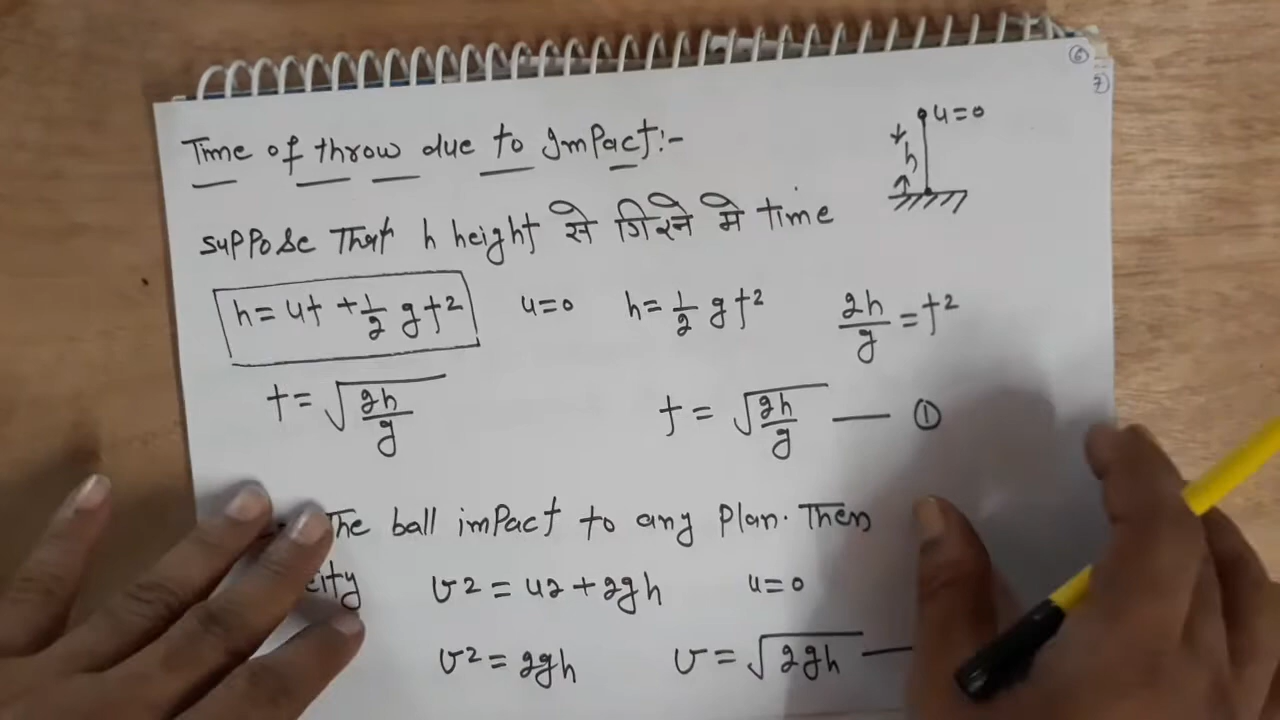 6
7
Time of throw due to Impact:-
u=0
h
suppose that h height से गिरने मे time
h = ut + 1/2 gt² u=0 h = 1/2 gt² 2h/g = t²
t = √(2h/g) t = √(2h/g) — ①
The ball impact to any plan. Then
v2 = u2 + 2gh u=0
v2 = 2gh v = √2gh —